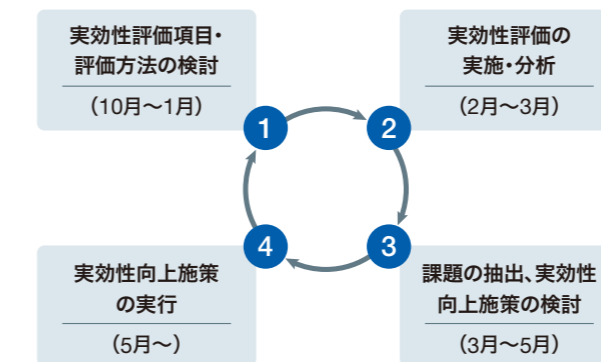 実効性評価項目・
評価方法の検討
（10月〜1月）
1
実効性評価の
実施・分析
（2月〜3月）
2
課題の抽出、実効性
向上施策の検討
（3月〜5月）
3
実効性向上施策
の実行
（5月〜）
4